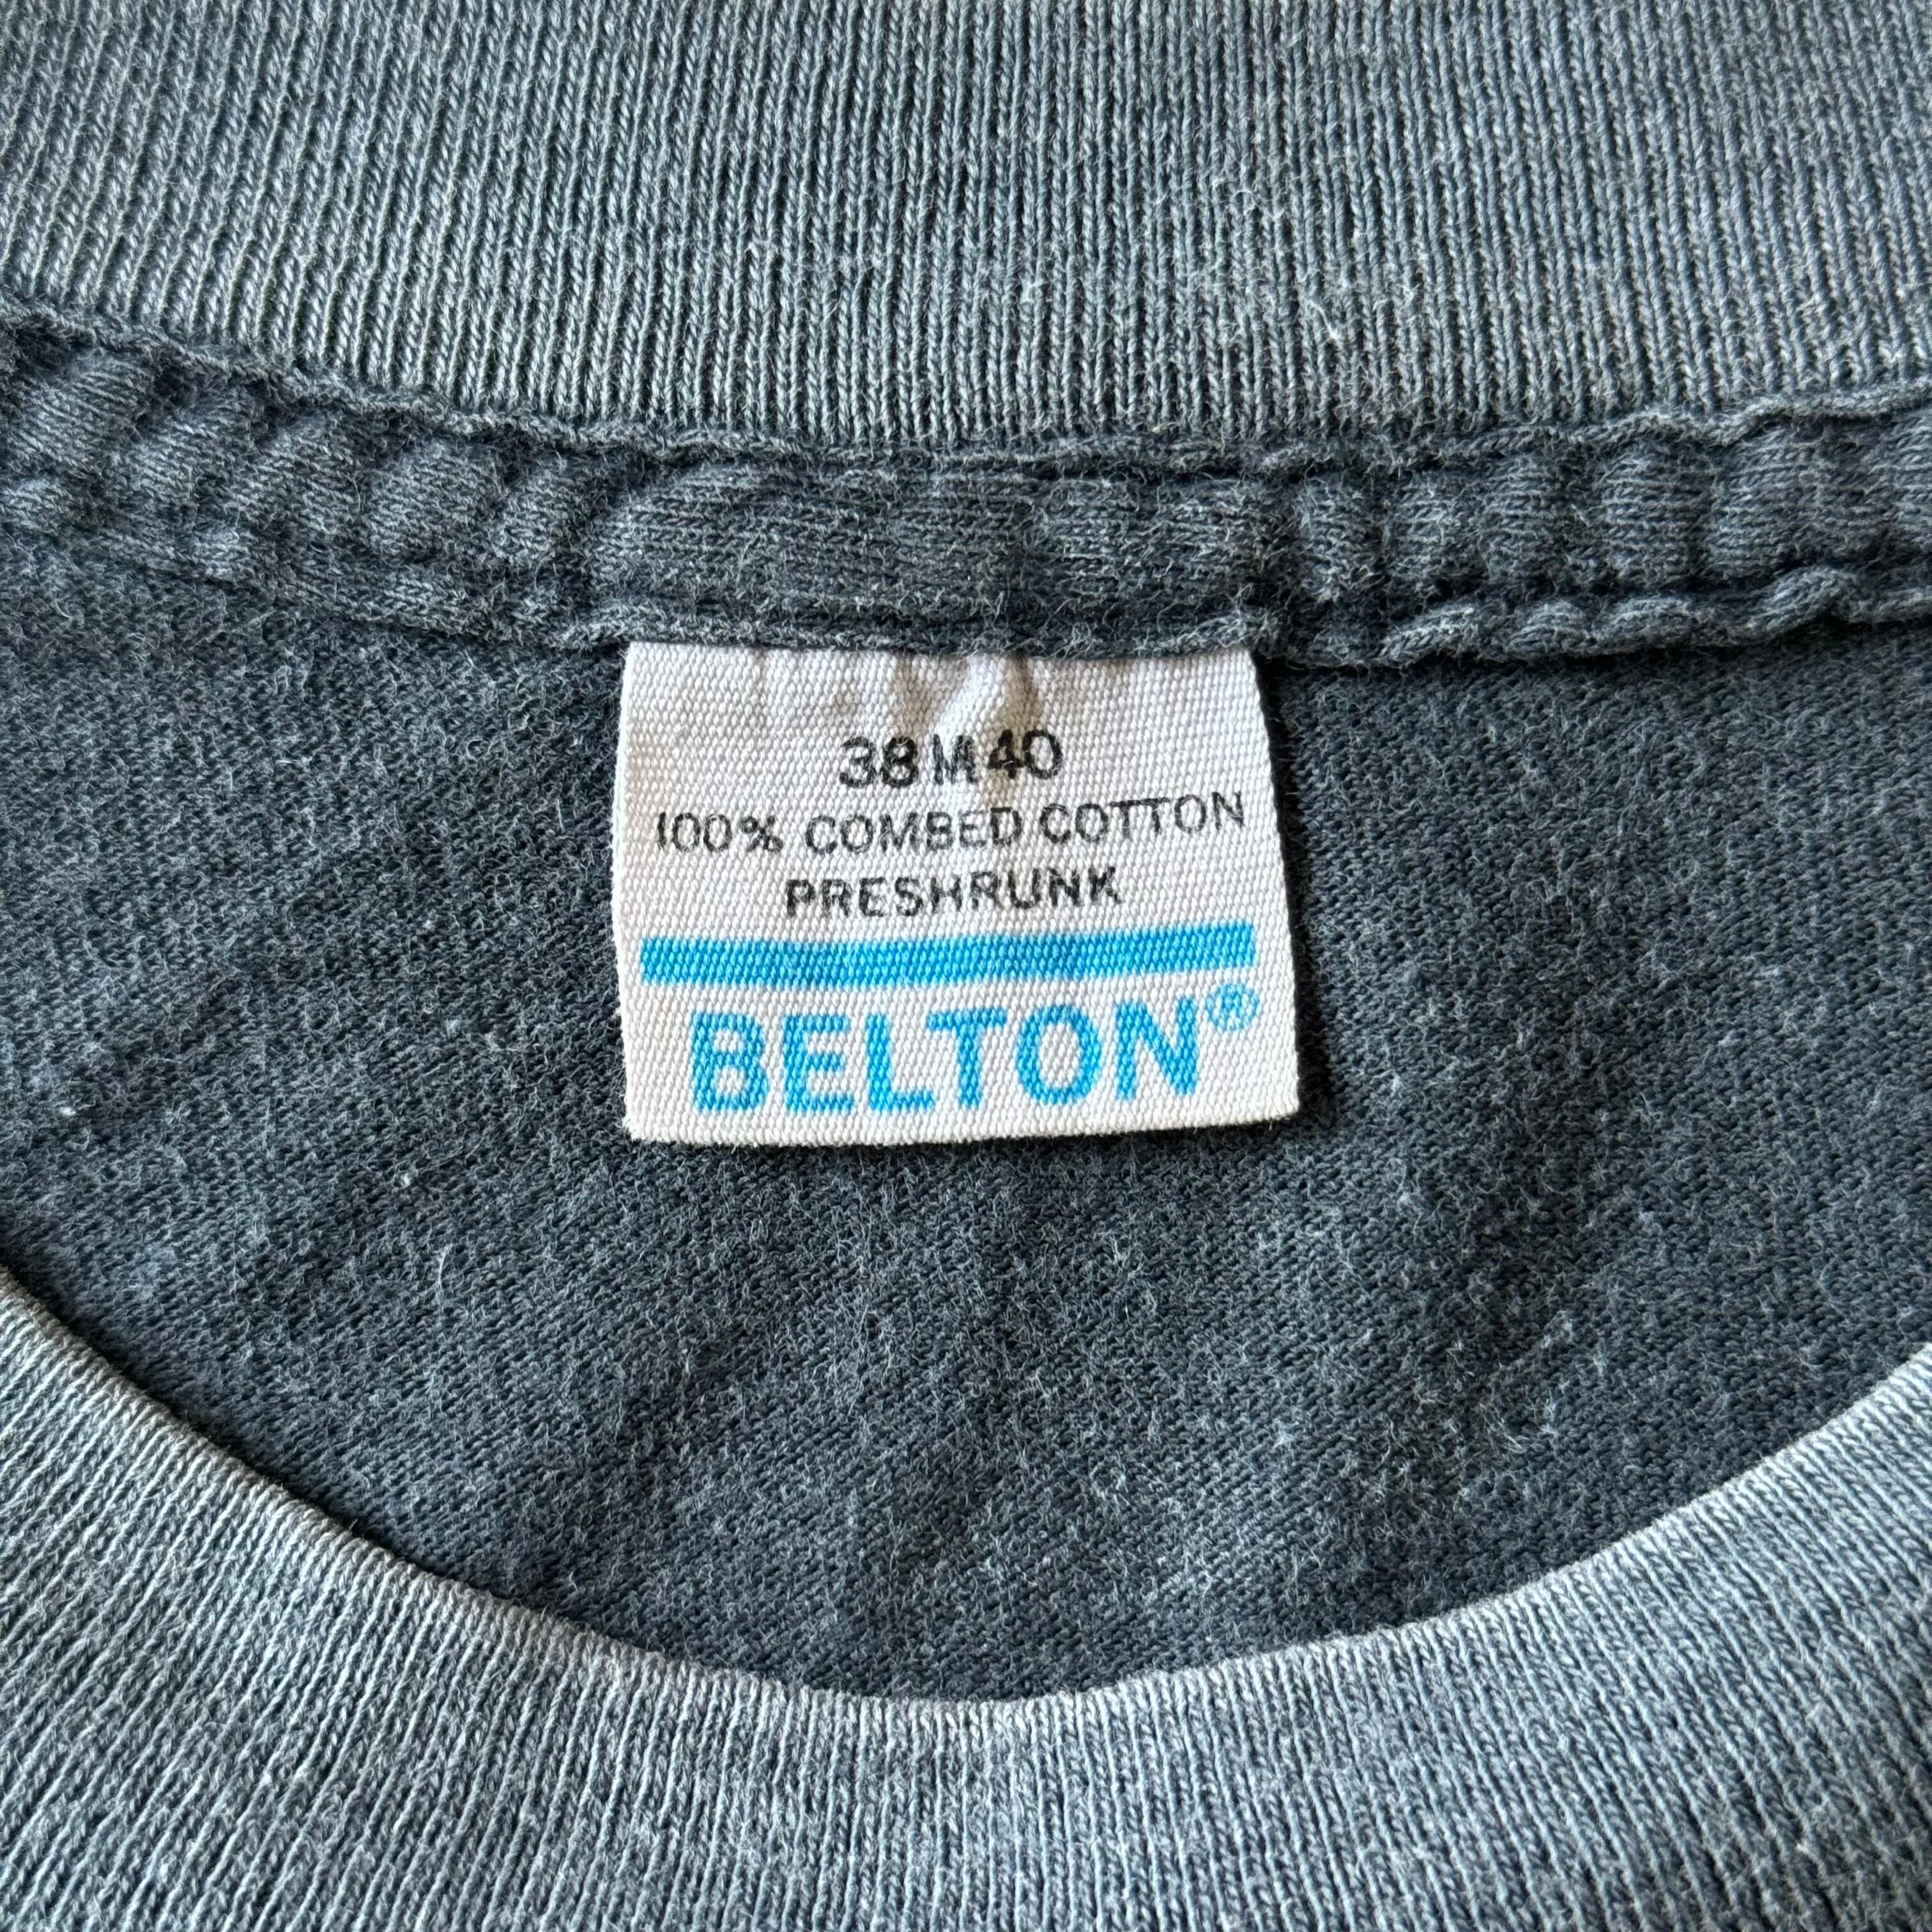 38 M 40
100% COMBED COTTON
PRESHRUNK
BELTON®